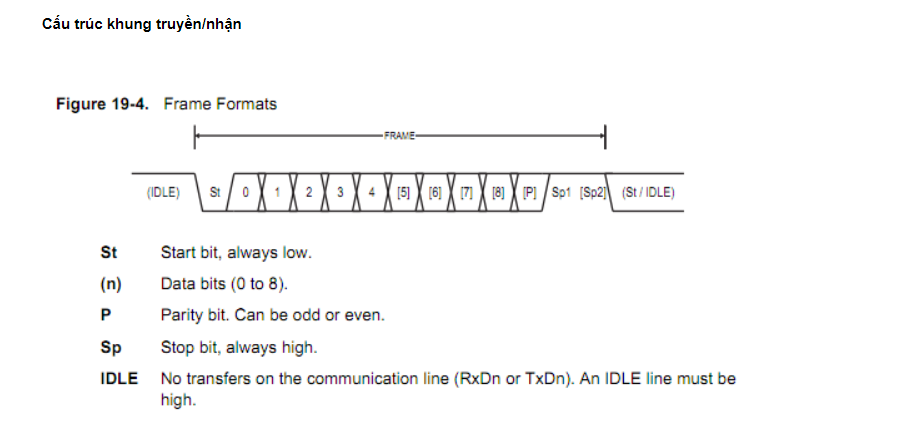 Cấu trúc khung truyền/nhận
Figure 19-4. Frame Formats
FRAME
(IDLE) St 0 1 2 3 4 [5] [6] [7] [8] [P] Sp1 [Sp2] (St / IDLE)
St Start bit, always low.
(n) Data bits (0 to 8).
P Parity bit. Can be odd or even.
Sp Stop bit, always high.
IDLE No transfers on the communication line (RxDn or TxDn). An IDLE line must be
high.